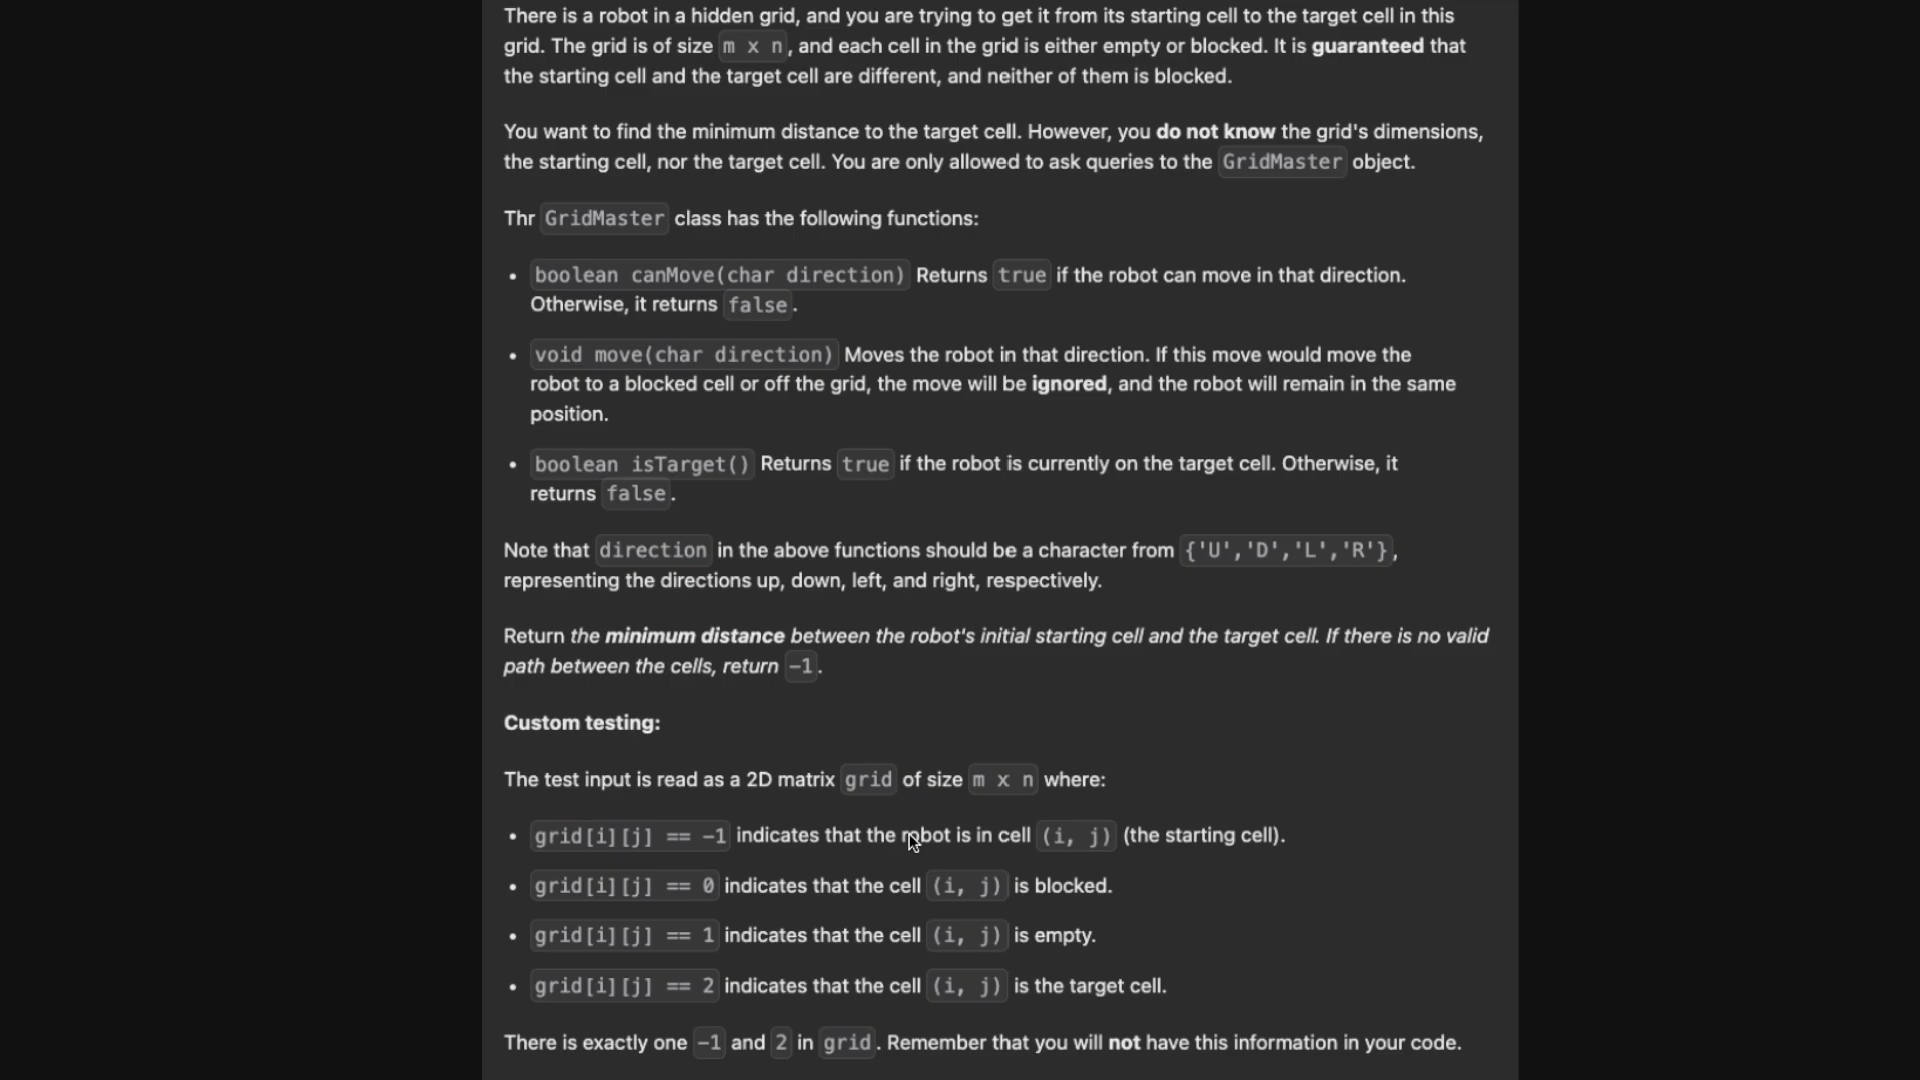 There is a robot in a hidden grid, and you are trying to get it from its starting cell to the target cell in this
grid. The grid is of size m x n, and each cell in the grid is either empty or blocked. It is guaranteed that
the starting cell and the target cell are different, and neither of them is blocked.
You want to find the minimum distance to the target cell. However, you do not know the grid's dimensions,
the starting cell, nor the target cell. You are only allowed to ask queries to the GridMaster object.
Thr GridMaster class has the following functions:
• boolean canMove(char direction) Returns true if the robot can move in that direction.
Otherwise, it returns false.
• void move(char direction) Moves the robot in that direction. If this move would move the
robot to a blocked cell or off the grid, the move will be ignored, and the robot will remain in the same
position.
• boolean isTarget() Returns true if the robot is currently on the target cell. Otherwise, it
returns false.
Note that direction in the above functions should be a character from {'U','D','L','R'},
representing the directions up, down, left, and right, respectively.
Return the minimum distance between the robot's initial starting cell and the target cell. If there is no valid
path between the cells, return -1.
Custom testing:
The test input is read as a 2D matrix grid of size m x n where:
• grid[i][j] == -1 indicates that the robot is in cell (i, j) (the starting cell).
• grid[i][j] == 0 indicates that the cell (i, j) is blocked.
• grid[i][j] == 1 indicates that the cell (i, j) is empty.
• grid[i][j] == 2 indicates that the cell (i, j) is the target cell.
There is exactly one -1 and 2 in grid. Remember that you will not have this information in your code.